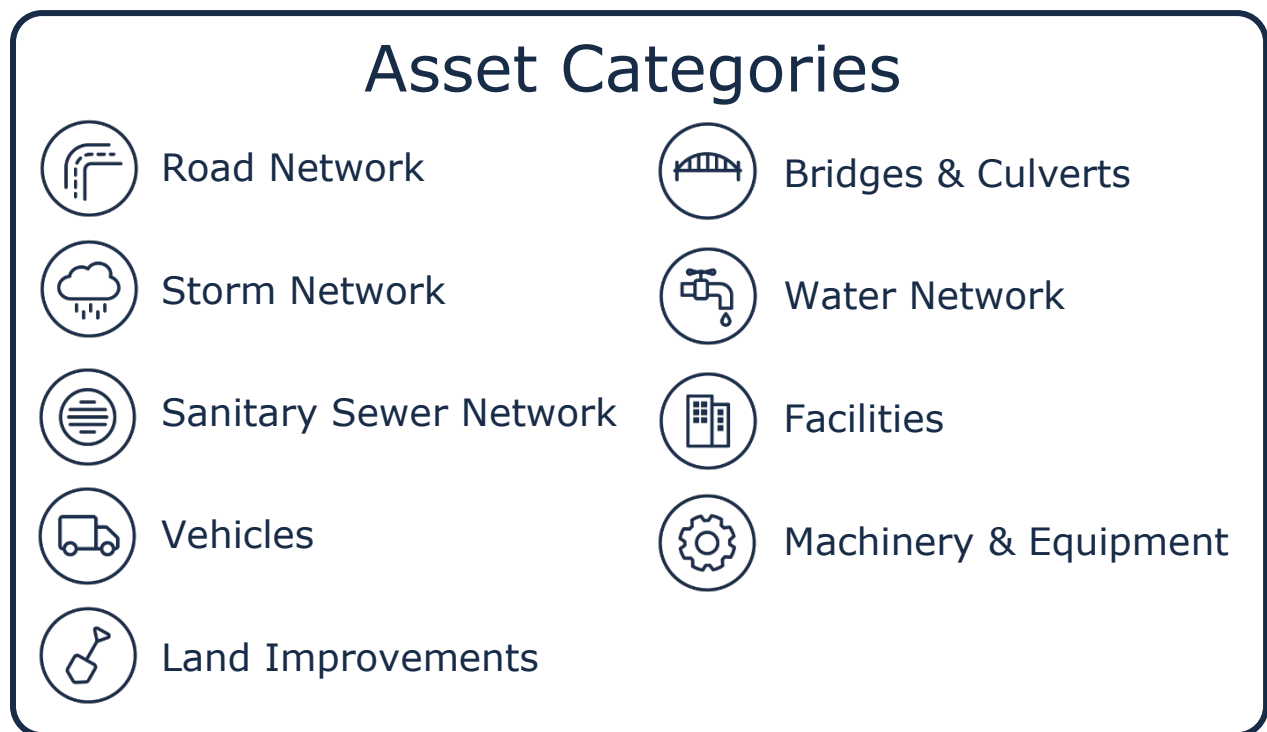 Asset Categories
Road Network
Bridges & Culverts
Storm Network
Water Network
Sanitary Sewer Network
Facilities
Vehicles
Machinery & Equipment
Land Improvements